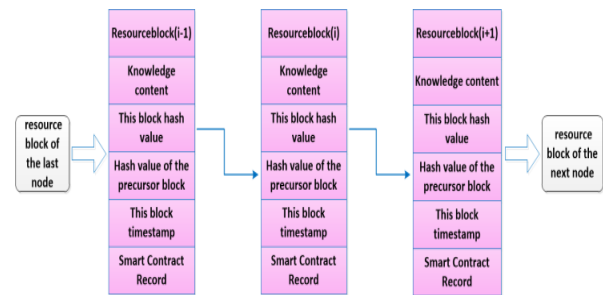 resource
block of
the last
node
Resourceblock(i-1)
Knowledge
content
This block hash
value
Hash value of the
precursor block
This block
timestamp
Smart Contract
Record
Resourceblock(i)
Knowledge
content
This block hash
value
Hash value of the
precursor block
This block
timestamp
Smart Contract
Record
Resourceblock(i+1)
Knowledge content
This block hash
value
Hash value of the
precursor block
This block
timestamp
Smart Contract
Record
resource
block of the
next node